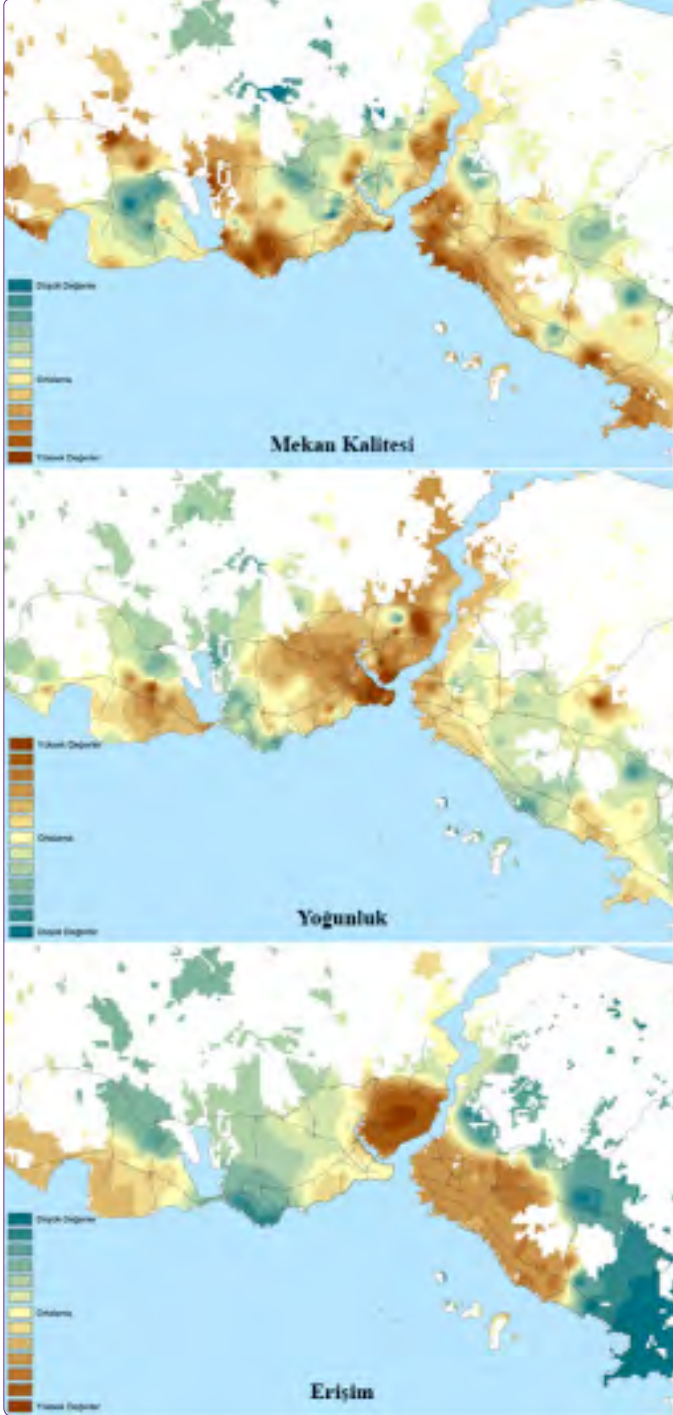 Düşük Değerler
Ortalama
Yüksek Değerler
Mekan Kalitesi
Yüksek Değerler
Ortalama
Düşük Değerler
Yoğunluk
Düşük Değerler
Ortalama
Yüksek Değerler
Erişim